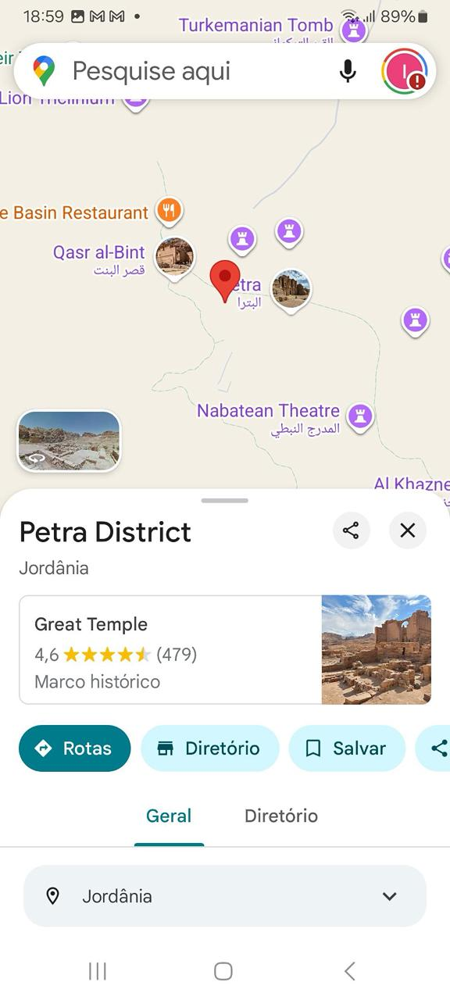 18:59
89%
Turkemanian Tomb
Pesquise aqui
Lion Triclinium
e Basin Restaurant
Qasr al-Bint
قصر البنت
etra
البترا
Nabatean Theatre
المدرج النبطي
Al Khazne
Petra District
Jordânia
Great Temple
4,6 (479)
Marco histórico
Rotas
Diretório
Salvar
Geral
Diretório
Jordânia